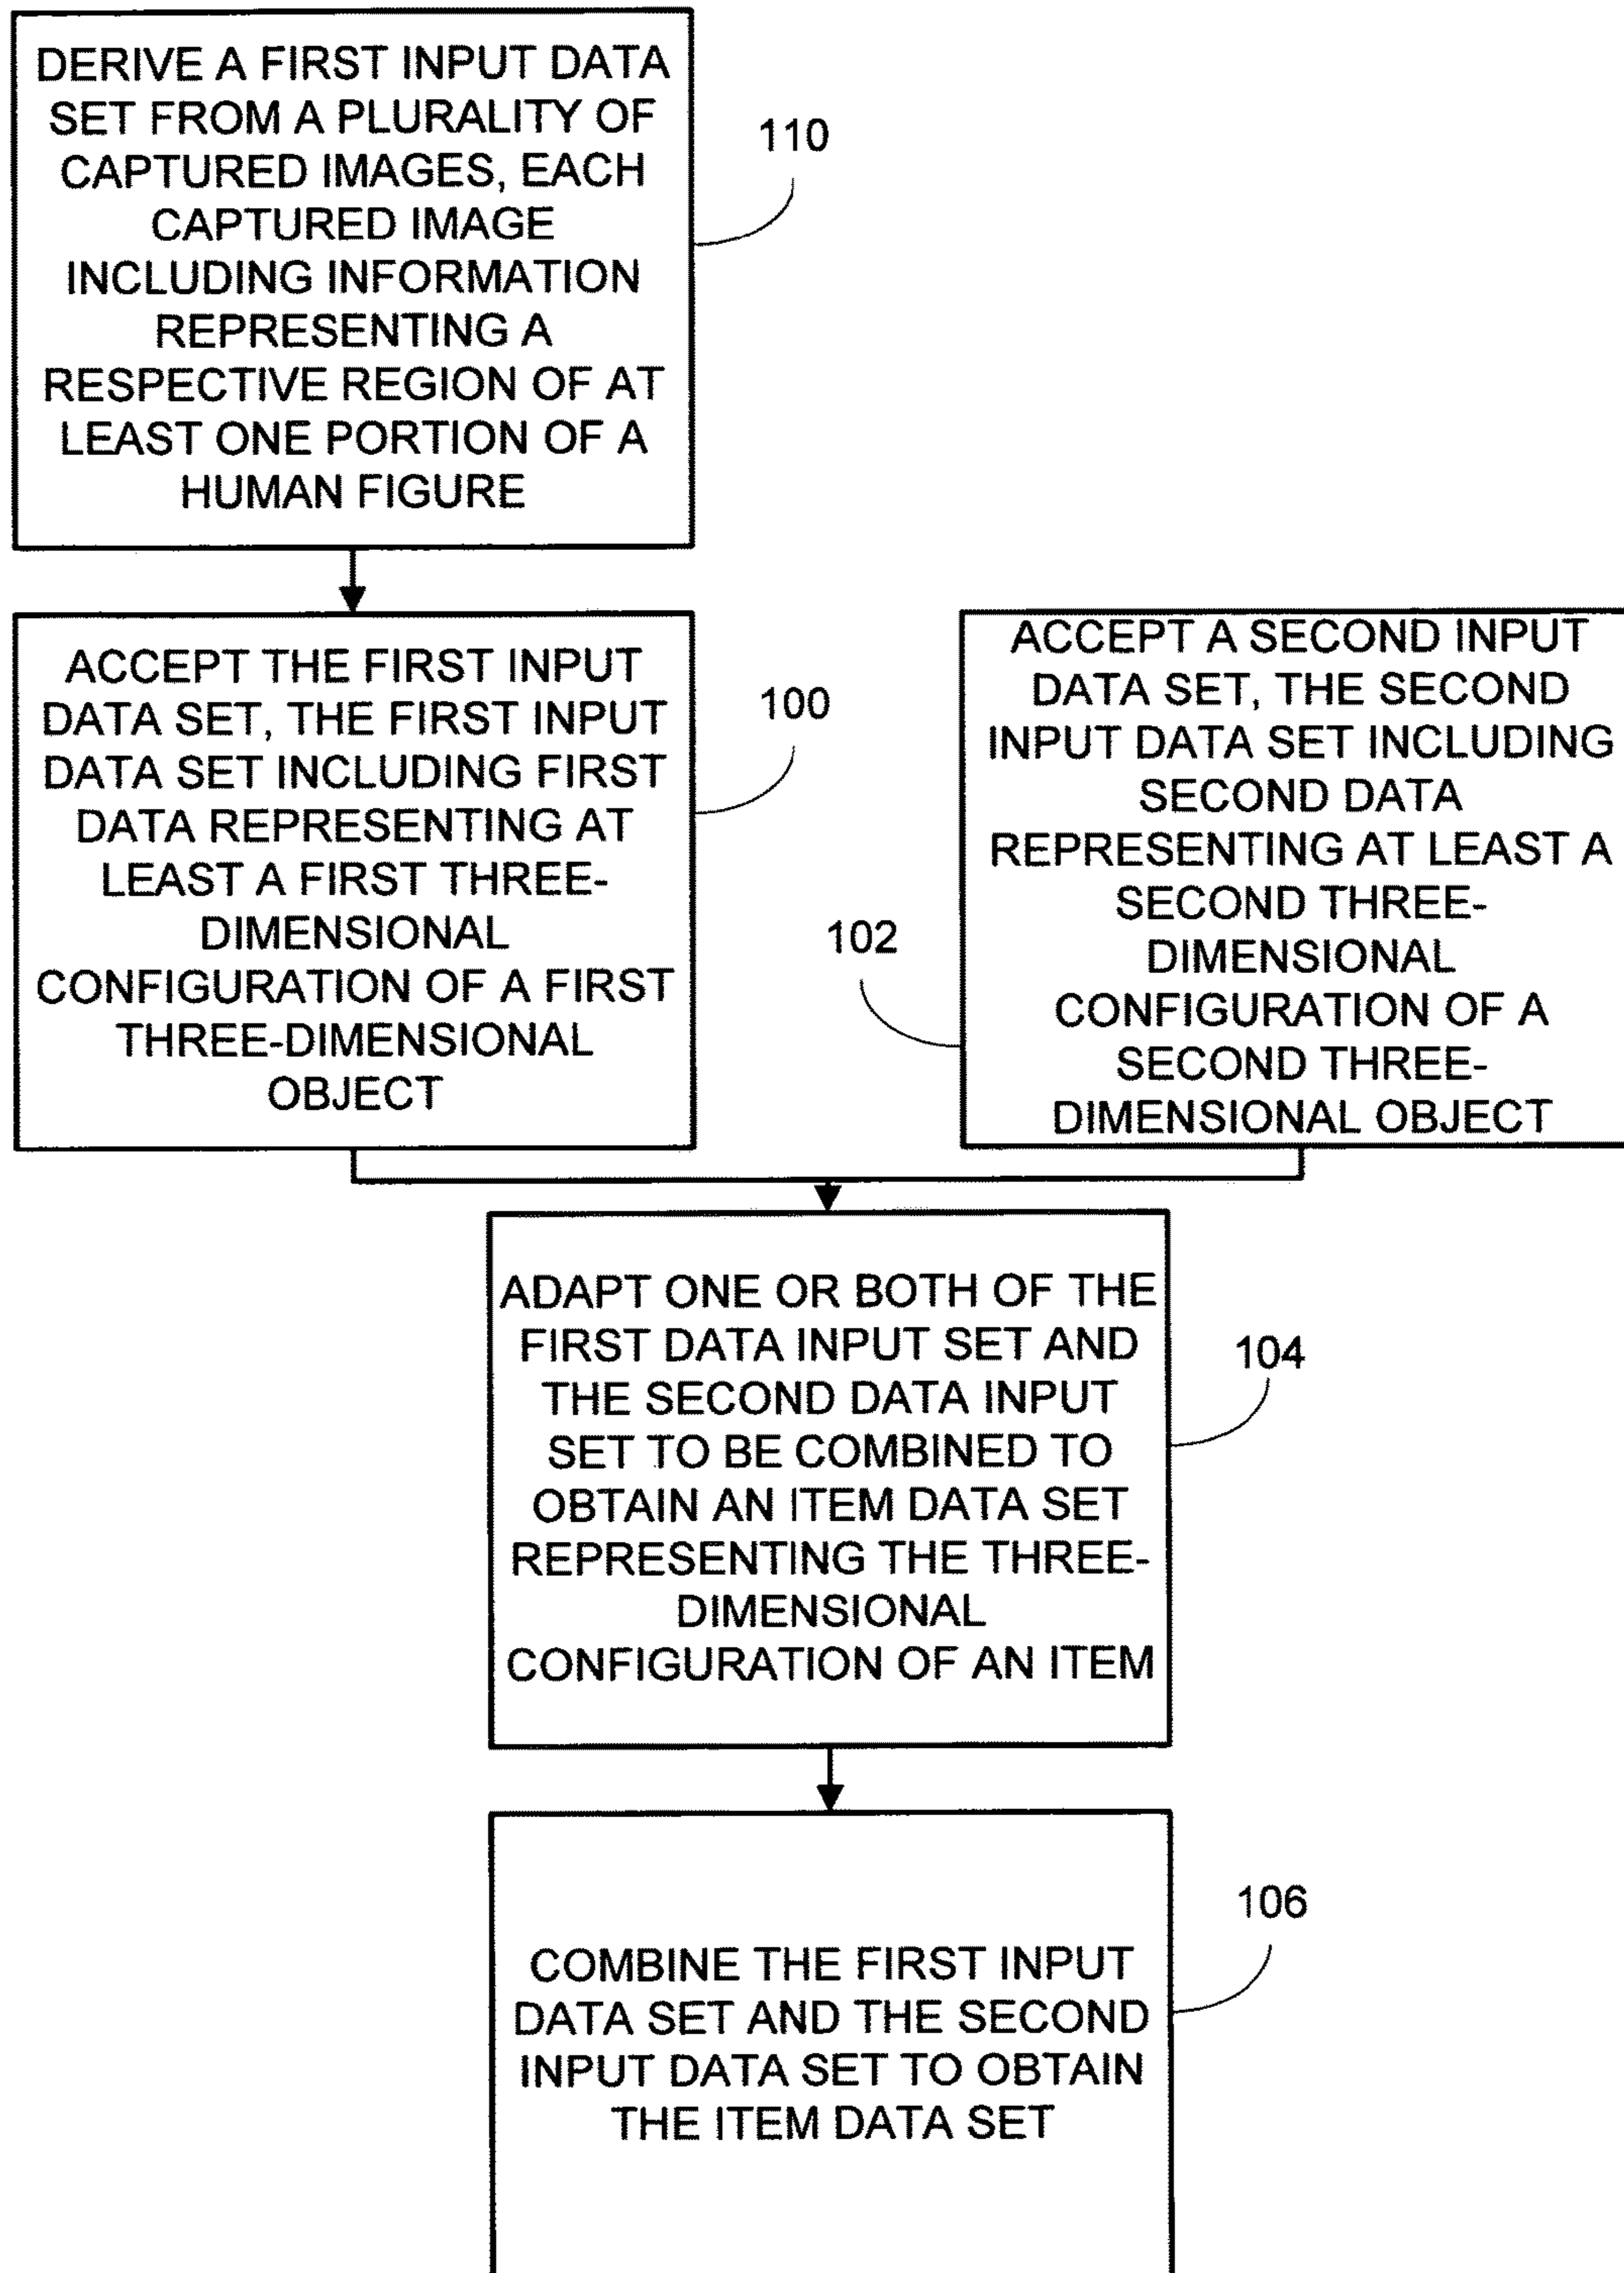 DERIVE A FIRST INPUT DATA
SET FROM A PLURALITY OF
CAPTURED IMAGES, EACH
CAPTURED IMAGE
INCLUDING INFORMATION
REPRESENTING A
RESPECTIVE REGION OF AT
LEAST ONE PORTION OF A
HUMAN FIGURE
110
ACCEPT THE FIRST INPUT
DATA SET, THE FIRST INPUT
DATA SET INCLUDING FIRST
DATA REPRESENTING AT
LEAST A FIRST THREE-
DIMENSIONAL
CONFIGURATION OF A FIRST
THREE-DIMENSIONAL
OBJECT
100
ACCEPT A SECOND INPUT
DATA SET, THE SECOND
INPUT DATA SET INCLUDING
SECOND DATA
REPRESENTING AT LEAST A
SECOND THREE-
DIMENSIONAL
CONFIGURATION OF A
SECOND THREE-
DIMENSIONAL OBJECT
102
ADAPT ONE OR BOTH OF THE
FIRST DATA INPUT SET AND
THE SECOND DATA INPUT
SET TO BE COMBINED TO
OBTAIN AN ITEM DATA SET
REPRESENTING THE THREE-
DIMENSIONAL
CONFIGURATION OF AN ITEM
104
COMBINE THE FIRST INPUT
DATA SET AND THE SECOND
INPUT DATA SET TO OBTAIN
THE ITEM DATA SET
106